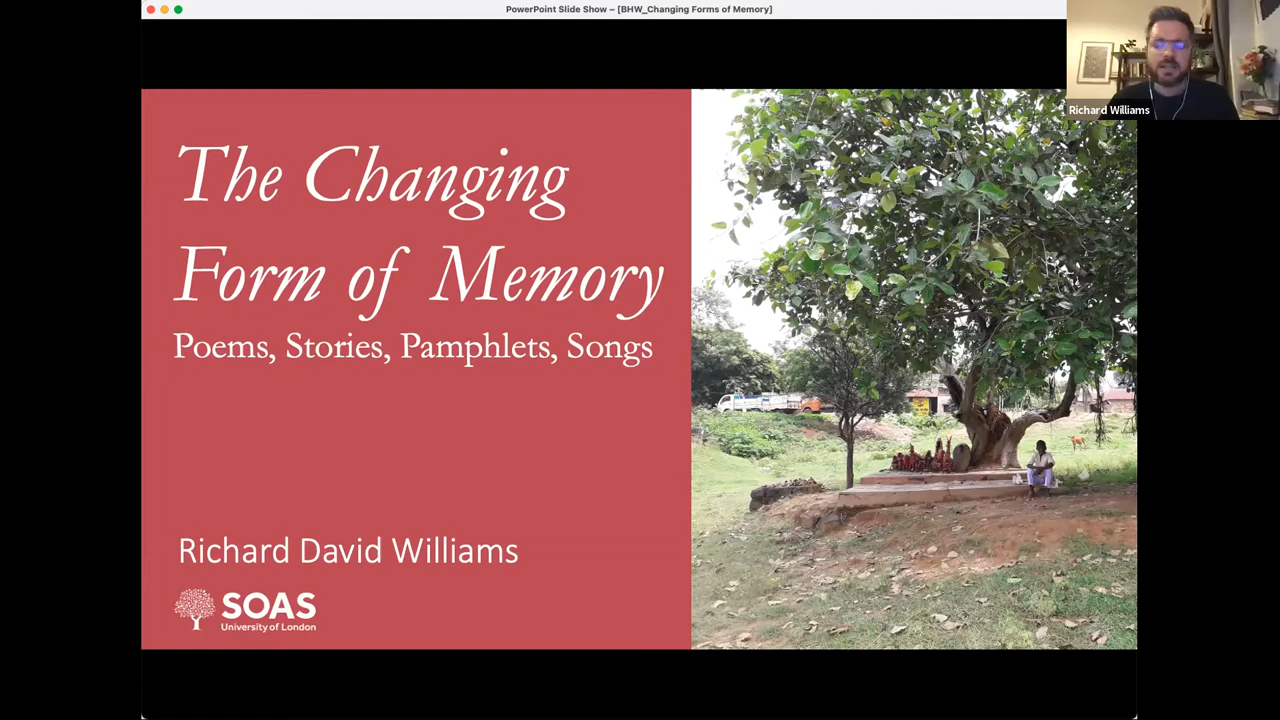 PowerPoint Slide Show – [BHW_Changing Forms of Memory]
Richard Williams
The Changing
Form of Memory
Poems, Stories, Pamphlets, Songs
Richard David Williams
SOAS
University of London